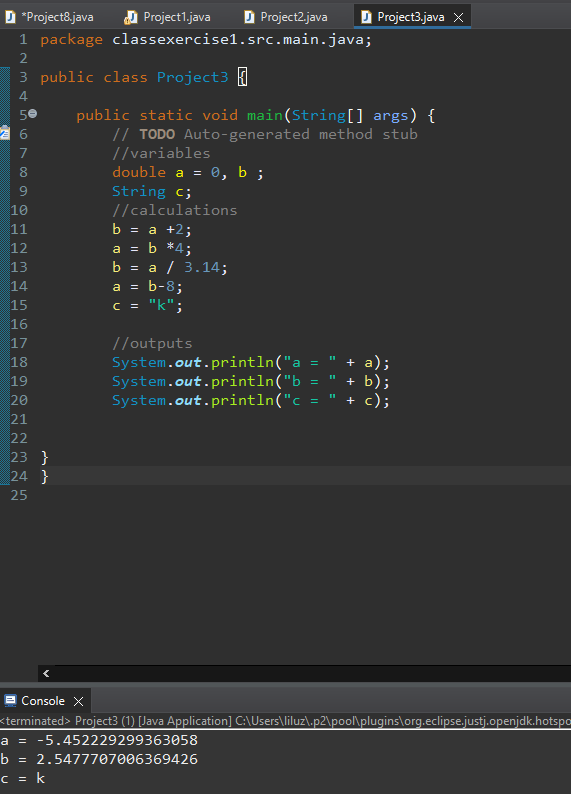 *Project8.java Project1.java Project2.java Project3.java
1 package classexercise1.src.main.java;
2
3 public class Project3 {
4
5 public static void main(String[] args) {
6 // TODO Auto-generated method stub
7 //variables
8 double a = 0, b ;
9 String c;
10 //calculations
11 b = a +2;
12 a = b *4;
13 b = a / 3.14;
14 a = b-8;
15 c = "k";
16
17 //outputs
18 System.out.println("a = " + a);
19 System.out.println("b = " + b);
20 System.out.println("c = " + c);
21
22
23 }
24 }
25
Console
<terminated> Project3 (1) [Java Application] C:\Users\liluz\.p2\pool\plugins\org.eclipse.justj.openjdk.hotspo
a = -5.452229299363058
b = 2.5477707006369426
c = k